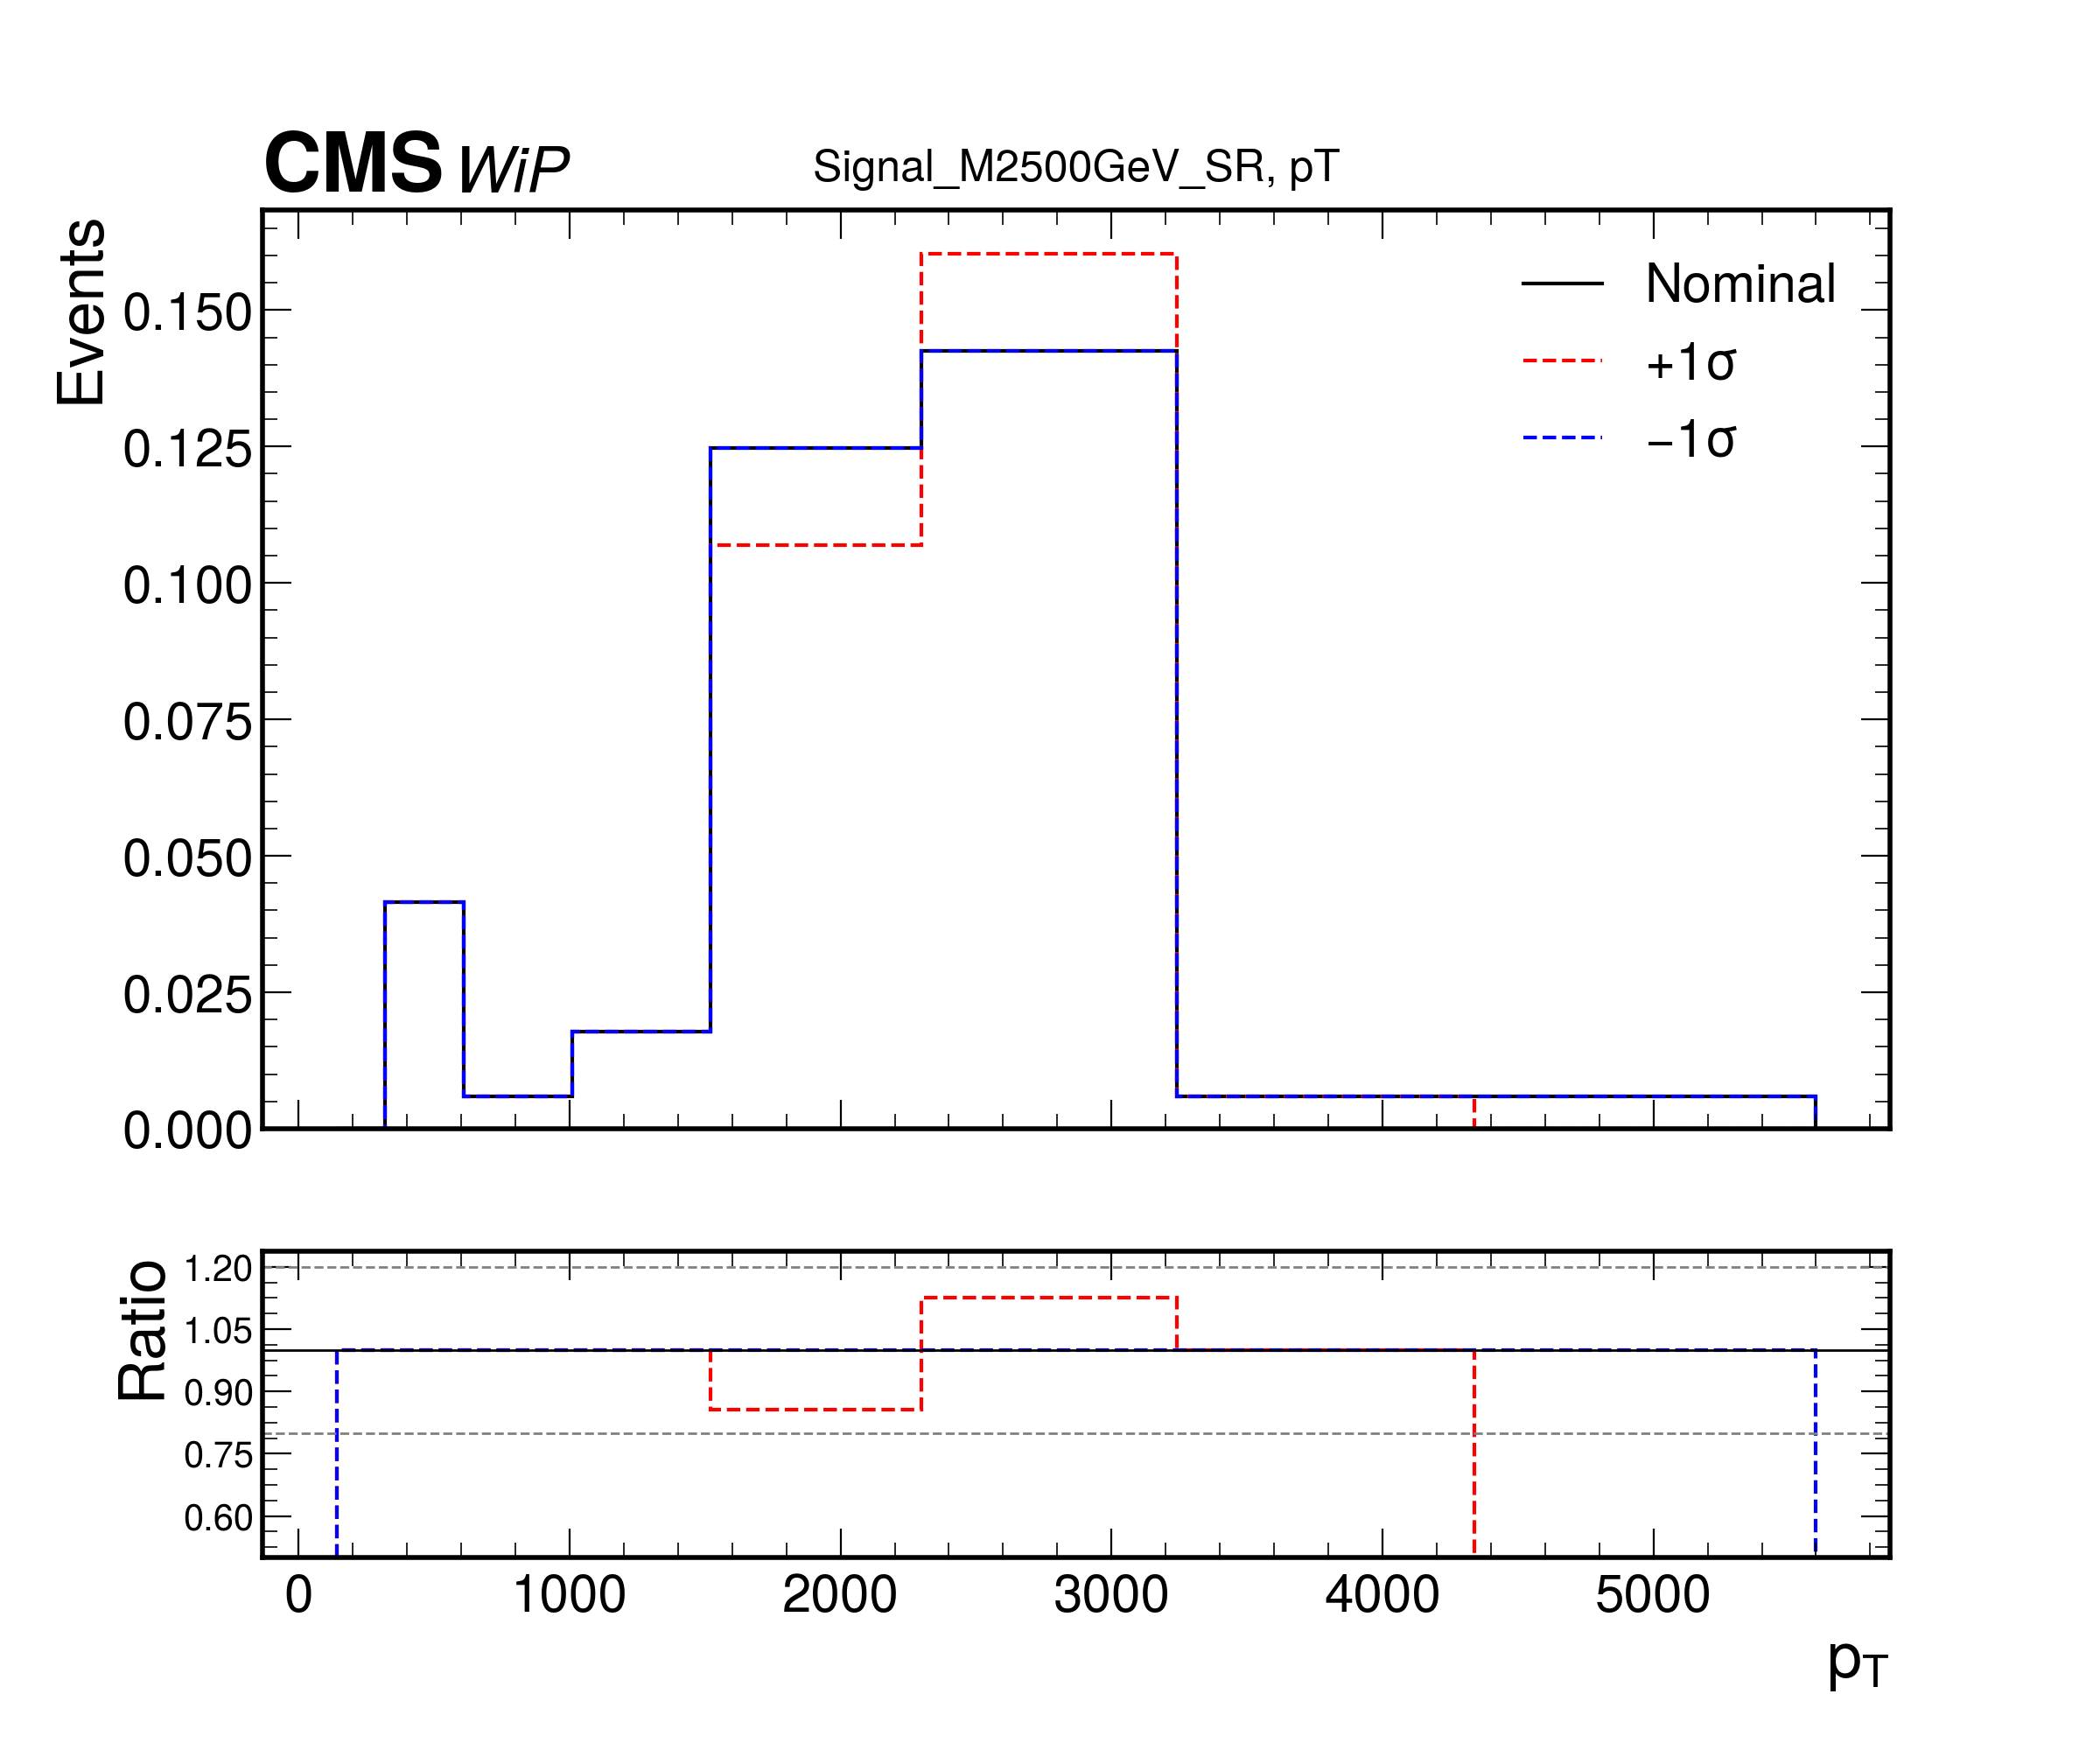 CMS WiP
Signal_M2500GeV_SR, pT
Events
0.150
0.125
0.100
0.075
0.050
0.025
0.000
Nominal
+1σ
−1σ
Ratio
1.20
1.05
0.90
0.75
0.60
0 1000 2000 3000 4000 5000
pT